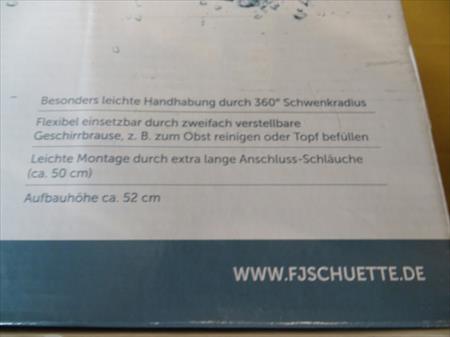 Besonders leichte Handhabung durch 360° Schwenkradius
Flexibel einsetzbar durch zweifach verstellbare
Geschirrbrause, z. B. zum Obst reinigen oder Topf befüllen
Leichte Montage durch extra lange Anschluss-Schläuche
(ca. 50 cm)
Aufbauhöhe ca. 52 cm
WWW.FJSCHUETTE.DE